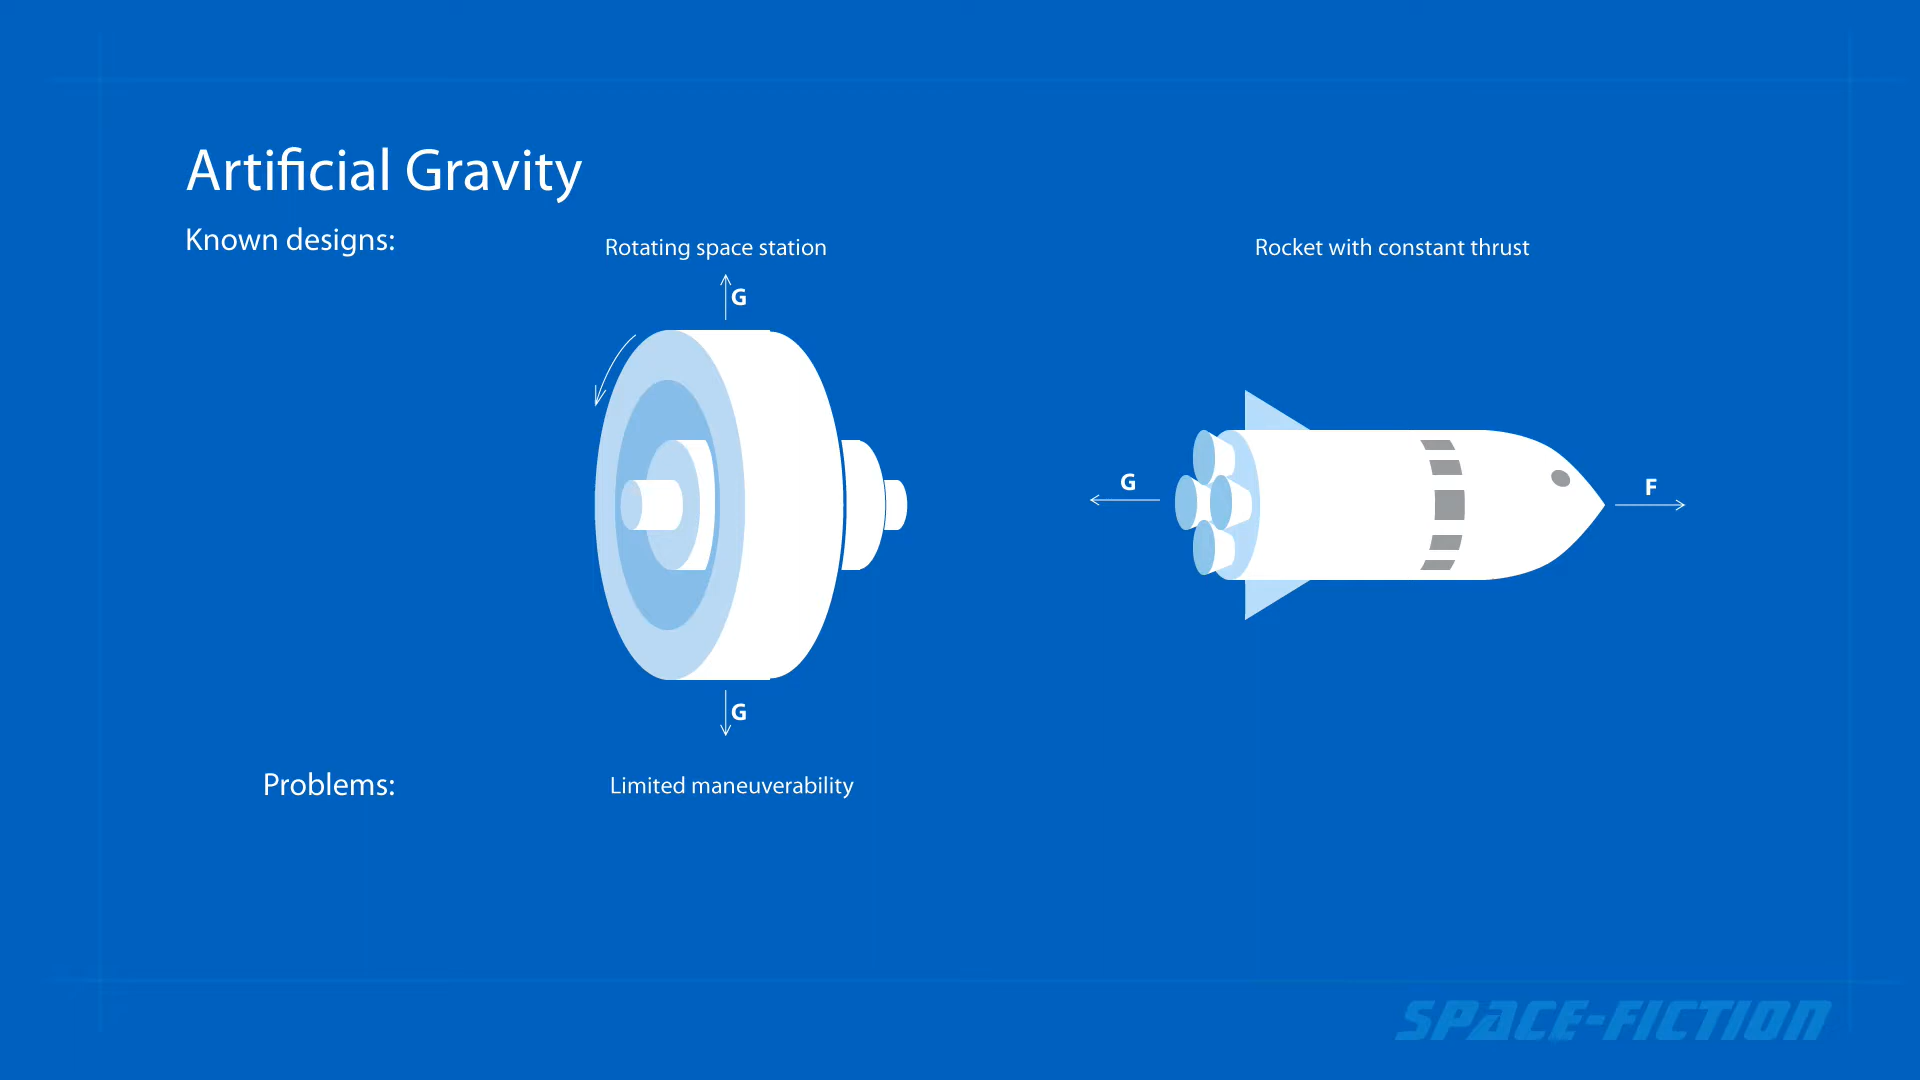 Artificial Gravity
Known designs:
Rotating space station
Rocket with constant thrust
G
G
F
G
Problems:
Limited maneuverability
SPACE-FICTION